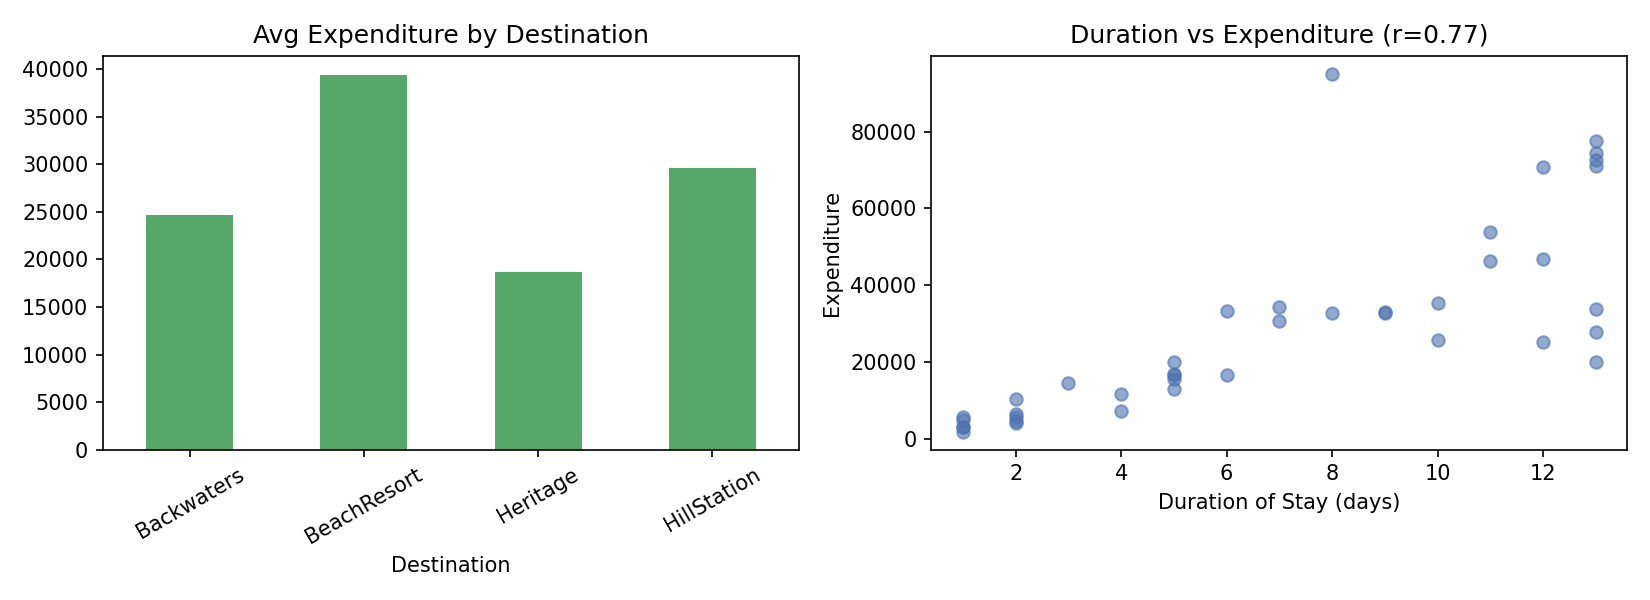 Avg Expenditure by Destination
40000
35000
30000
25000
20000
15000
10000
5000
0
Backwaters
BeachResort
Heritage
HillStation
Destination
Duration vs Expenditure (r=0.77)
Expenditure
80000
60000
40000
20000
0
2 4 6 8 10 12
Duration of Stay (days)